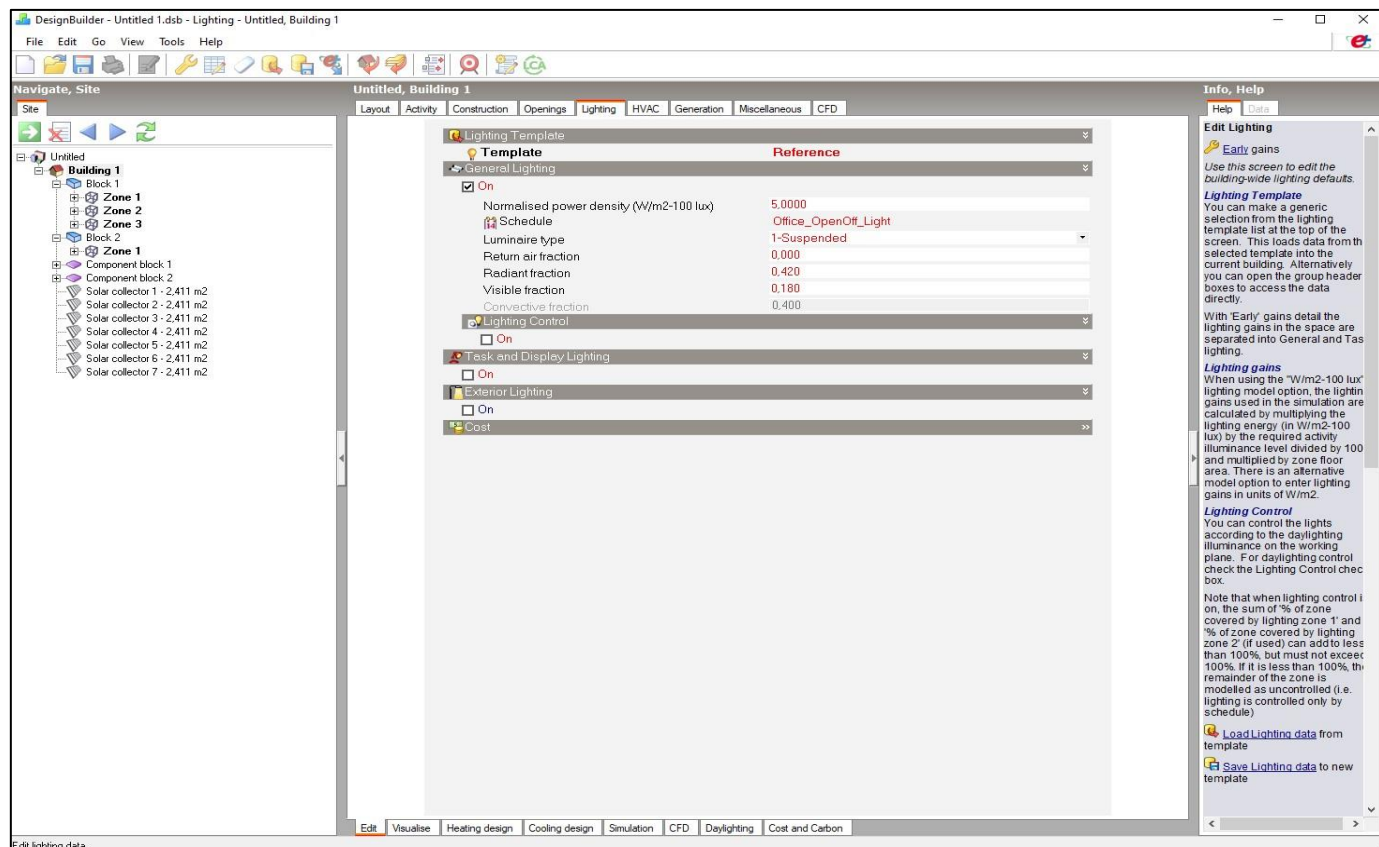 DesignBuilder - Untitled 1.dsb - Lighting - Untitled, Building 1
File Edit Go View Tools Help
Navigate, Site
Site
Untitled
Building 1
Block 1
Zone 1
Zone 2
Zone 3
Block 2
Zone 1
Component block 1
Component block 2
Solar collector 1 - 2,411 m2
Solar collector 2 - 2,411 m2
Solar collector 3 - 2,411 m2
Solar collector 4 - 2,411 m2
Solar collector 5 - 2,411 m2
Solar collector 6 - 2,411 m2
Solar collector 7 - 2,411 m2
Untitled, Building 1
Layout Activity Construction Openings Lighting HVAC Generation Miscellaneous CFD
Lighting Template
Template Reference
General Lighting
On
Normalised power density (W/m2-100 lux) 5,0000
Schedule Office_OpenOff_Light
Luminaire type 1-Suspended
Return air fraction 0,000
Radiant fraction 0,420
Visible fraction 0,180
Convective fraction 0,400
Lighting Control
On
Task and Display Lighting
On
Exterior Lighting
On
Cost
Edit Visualise Heating design Cooling design Simulation CFD Daylighting Cost and Carbon
Info, Help
Help Data
Edit Lighting
Early gains
Use this screen to edit the
building-wide lighting defaults.
Lighting Template
You can make a generic
selection from the lighting
template list at the top of the
screen. This loads data from th
selected template into the
current building. Alternatively
you can open the group header
boxes to access the data
directly.
With 'Early' gains detail the
lighting gains in the space are
separated into General and Tas
lighting.
Lighting gains
When using the "W/m2-100 lux"
lighting model option, the lightin
gains used in the simulation are
calculated by multiplying the
lighting energy (in W/m2-100
lux) by the required activity
illuminance level divided by 100
and multiplied by zone floor
area. There is an alternative
model option to enter lighting
gains in units of W/m2.
Lighting Control
You can control the lights
according to the daylighting
illuminance on the working
plane. For daylighting control
check the Lighting Control chec
box.
Note that when lighting control i
on, the sum of '% of zone
covered by lighting zone 1' and
'% of zone covered by lighting
zone 2' (if used) can add to less
than 100%, but must not exceed
100%. If it is less than 100%, th
remainder of the zone is
modelled as uncontrolled (i.e.
lighting is controlled only by
schedule)
Load Lighting data from
template
Save Lighting data to new
template
Edit lighting data